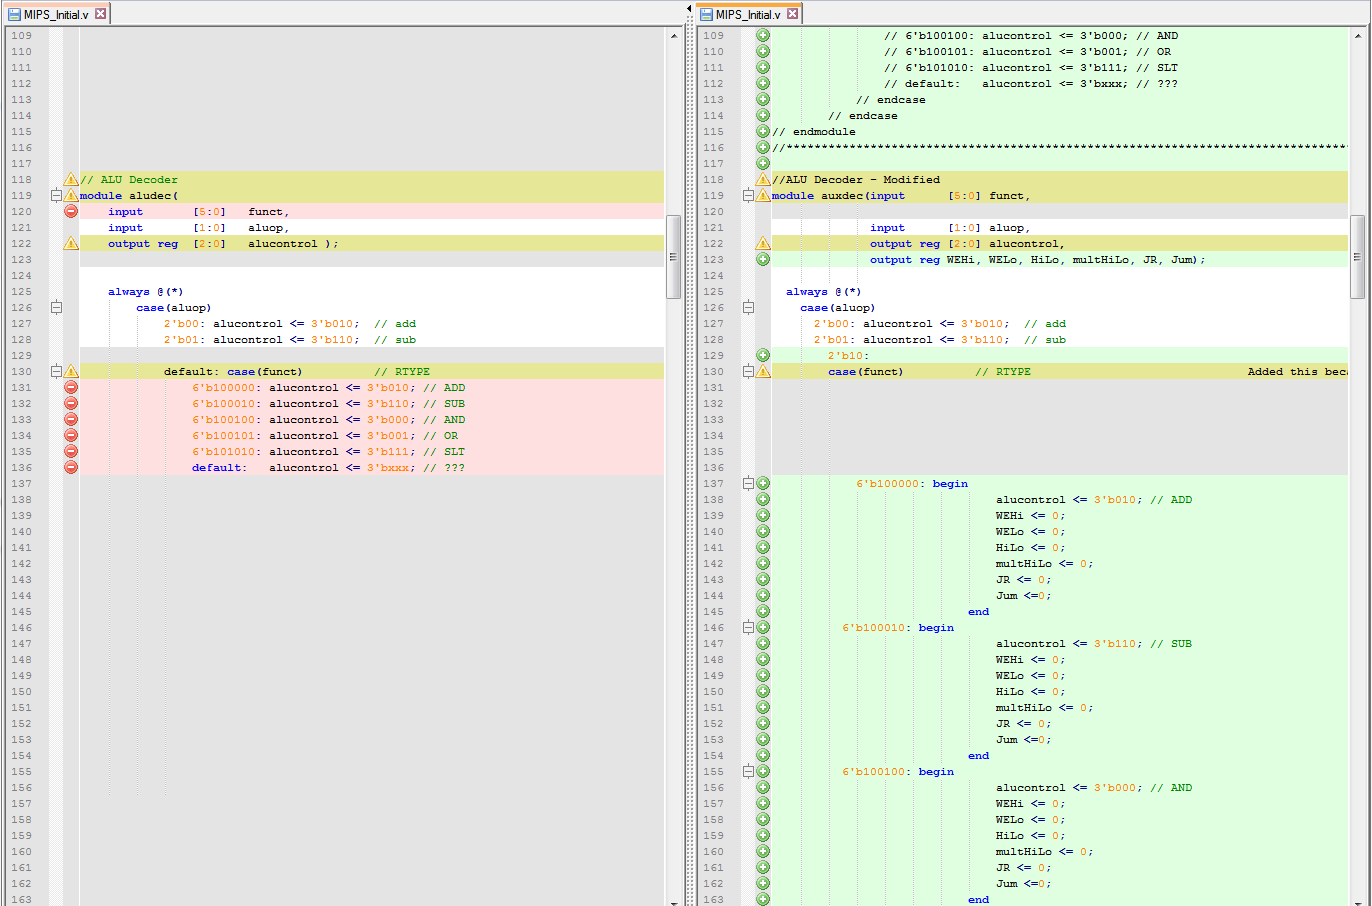 MIPS_Initial.v
109
110
111
112
113
114
115
116
117
118 // ALU Decoder
119 module aludec(
120 input [5:0] funct,
121 input [1:0] aluop,
122 output reg [2:0] alucontrol );
123
124
125 always @(*)
126 case(aluop)
127 2'b00: alucontrol <= 3'b010; // add
128 2'b01: alucontrol <= 3'b110; // sub
129
130 default: case(funct) // RTYPE
131 6'b100000: alucontrol <= 3'b010; // ADD
132 6'b100010: alucontrol <= 3'b110; // SUB
133 6'b100100: alucontrol <= 3'b000; // AND
134 6'b100101: alucontrol <= 3'b001; // OR
135 6'b101010: alucontrol <= 3'b111; // SLT
136 default: alucontrol <= 3'bxxx; // ???
137
138
139
140
141
142
143
144
145
146
147
148
149
150
151
152
153
154
155
156
157
158
159
160
161
162
163
MIPS_Initial.v
109 // 6'b100100: alucontrol <= 3'b000; // AND
110 // 6'b100101: alucontrol <= 3'b001; // OR
111 // 6'b101010: alucontrol <= 3'b111; // SLT
112 // default: alucontrol <= 3'bxxx; // ???
113 // endcase
114 // endcase
115 // endmodule
116 //**********************************************************************************
117
118 //ALU Decoder - Modified
119 module auxdec(input [5:0] funct,
120
121 input [1:0] aluop,
122 output reg [2:0] alucontrol,
123 output reg WEHi, WELo, HiLo, multHiLo, JR, Jum);
124
125 always @(*)
126 case(aluop)
127 2'b00: alucontrol <= 3'b010; // add
128 2'b01: alucontrol <= 3'b110; // sub
129 2'b10:
130 case(funct) // RTYPE Added this beca
131
132
133
134
135
136
137 6'b100000: begin
138 alucontrol <= 3'b010; // ADD
139 WEHi <= 0;
140 WELo <= 0;
141 HiLo <= 0;
142 multHiLo <= 0;
143 JR <= 0;
144 Jum <=0;
145 end
146 6'b100010: begin
147 alucontrol <= 3'b110; // SUB
148 WEHi <= 0;
149 WELo <= 0;
150 HiLo <= 0;
151 multHiLo <= 0;
152 JR <= 0;
153 Jum <=0;
154 end
155 6'b100100: begin
156 alucontrol <= 3'b000; // AND
157 WEHi <= 0;
158 WELo <= 0;
159 HiLo <= 0;
160 multHiLo <= 0;
161 JR <= 0;
162 Jum <=0;
163 end